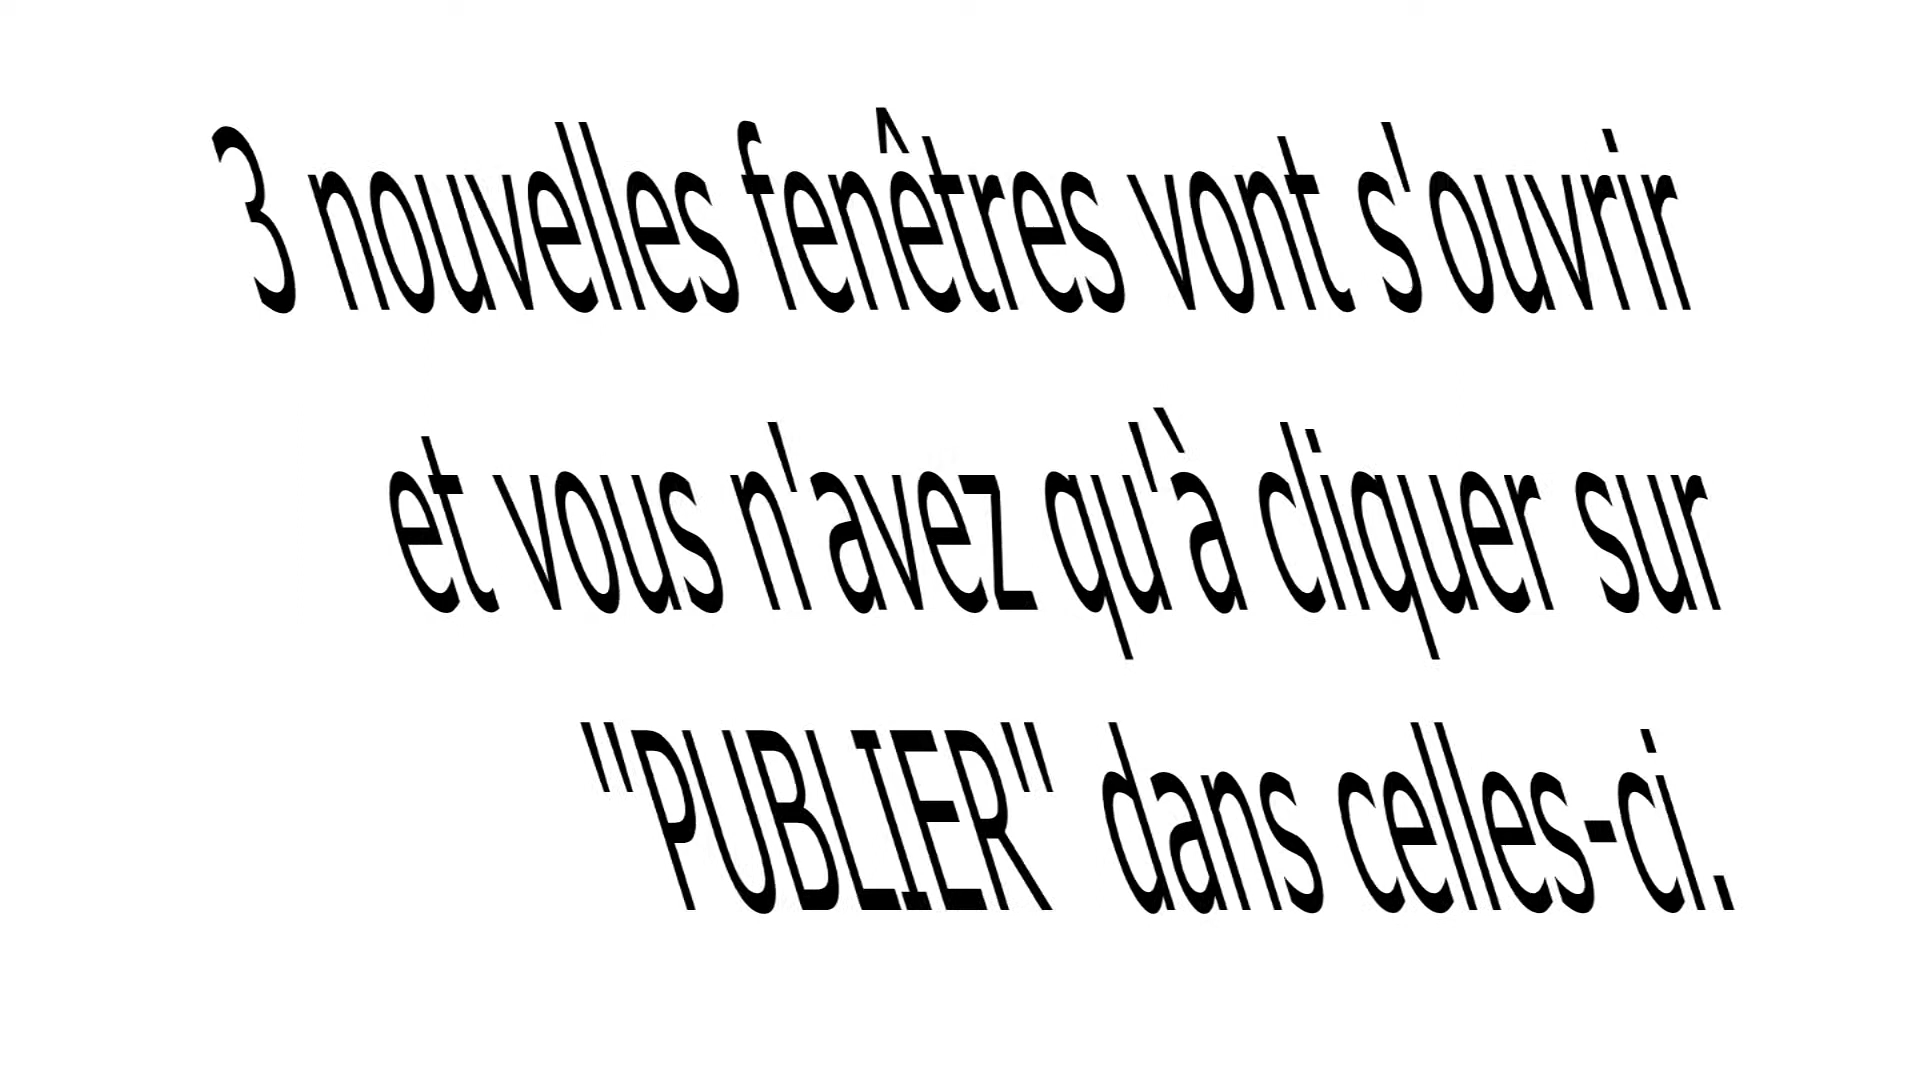 3 nouvelles fenêtres vont s'ouvrir
et vous n'avez qu'à cliquer sur
"PUBLIER" dans celles-ci.